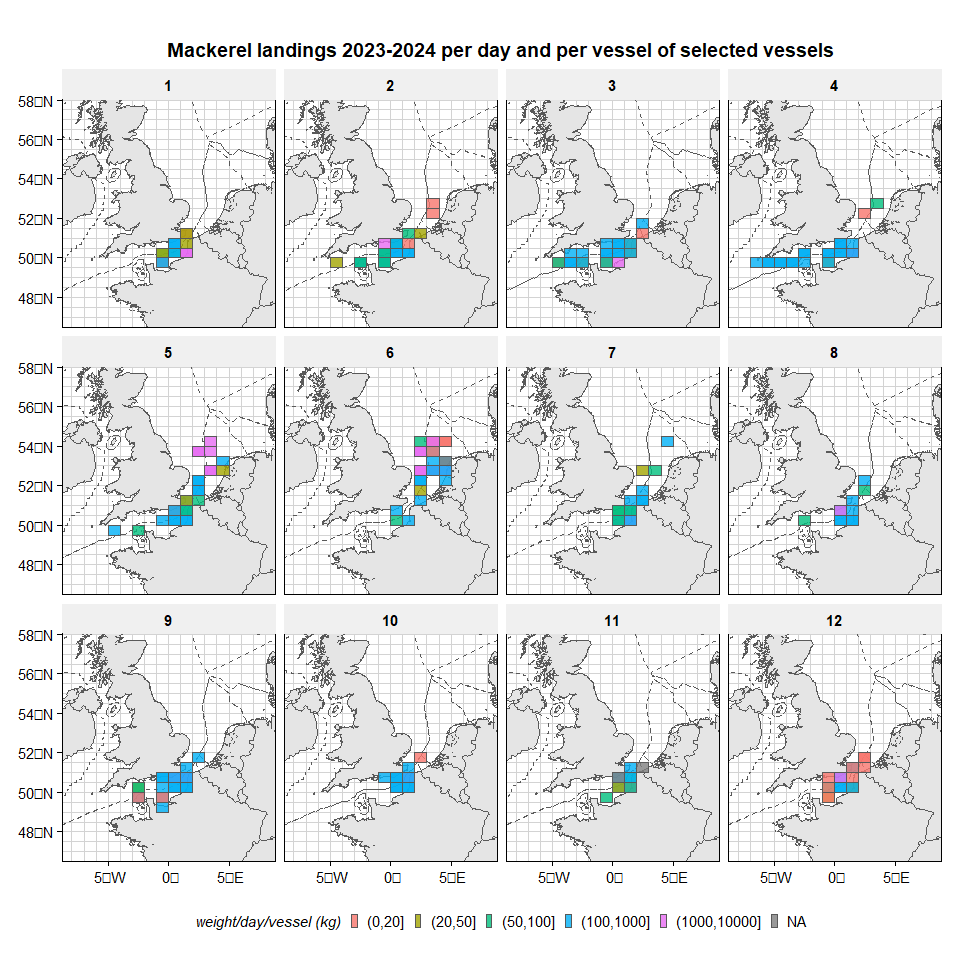 Mackerel landings 2023-2024 per day and per vessel of selected vessels
1 2 3 4
58□N
56□N
54□N
52□N
50□N
48□N
5 6 7 8
58□N
56□N
54□N
52□N
50□N
48□N
9 10 11 12
58□N
56□N
54□N
52□N
50□N
48□N
5□W 0□ 5□E 5□W 0□ 5□E 5□W 0□ 5□E 5□W 0□ 5□E
weight/day/vessel (kg) (0,20] (20,50] (50,100] (100,1000] (1000,10000] NA